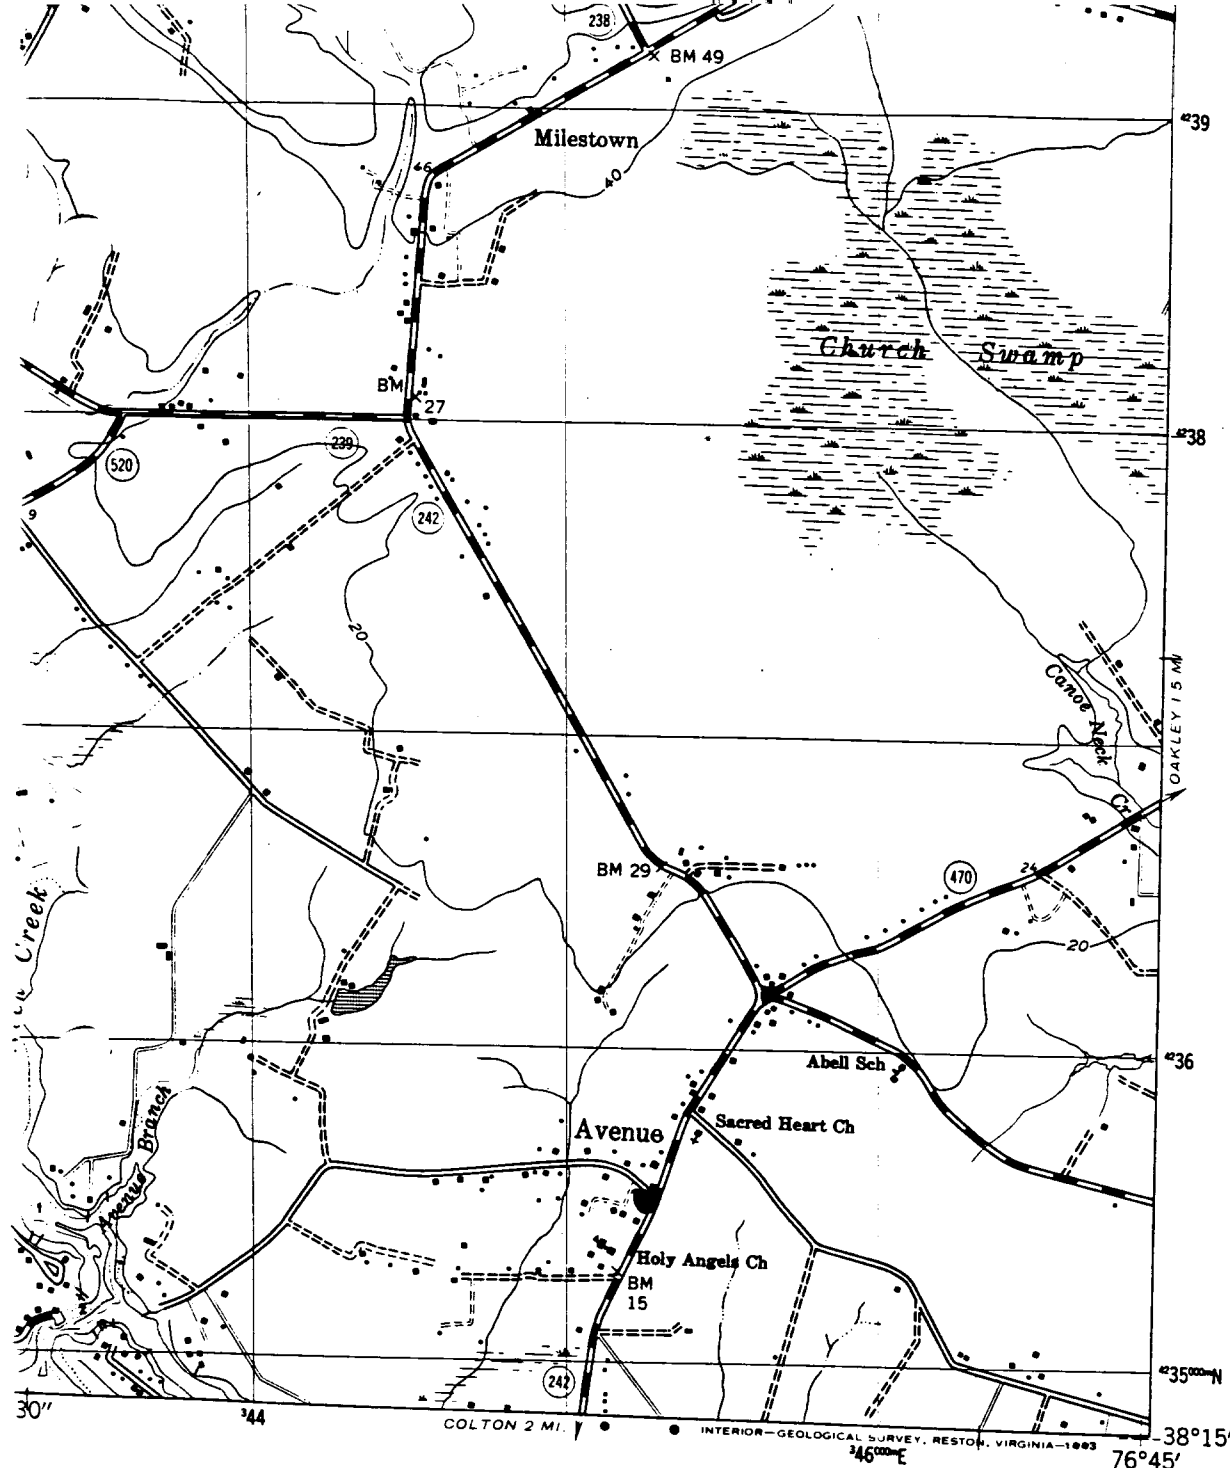 238
BM 49
⁴²39
Milestown
66
40
Church Swamp
BM
27
239
⁴²38
520
242
9
20
Canoe Neck
Cr
OAKLEY 1 5 MI
BM 29
470
24
20
Creek
Abell Sch
⁴²36
Branch
Avenue
Sacred Heart Ch
Avenue
Holy Angels Ch
BM
15
242
⁴²35⁰⁰⁰ᵐN
30″
³44
COLTON 2 MI.
INTERIOR—GEOLOGICAL SURVEY, RESTON, VIRGINIA—1993
³46⁰⁰⁰ᵐE
38°15′
76°45′